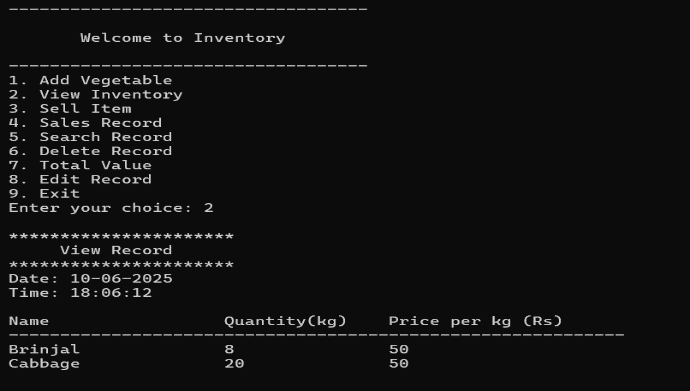 -----------------------------------
Welcome to Inventory
-----------------------------------
1. Add Vegetable
2. View Inventory
3. Sell Item
4. Sales Record
5. Search Record
6. Delete Record
7. Total Value
8. Edit Record
9. Exit
Enter your choice: 2
**********************
View Record
**********************
Date: 10-06-2025
Time: 18:06:12
Name Quantity(kg) Price per kg (Rs)
------------------------------------------------------------
Brinjal 8 50
Cabbage 20 50